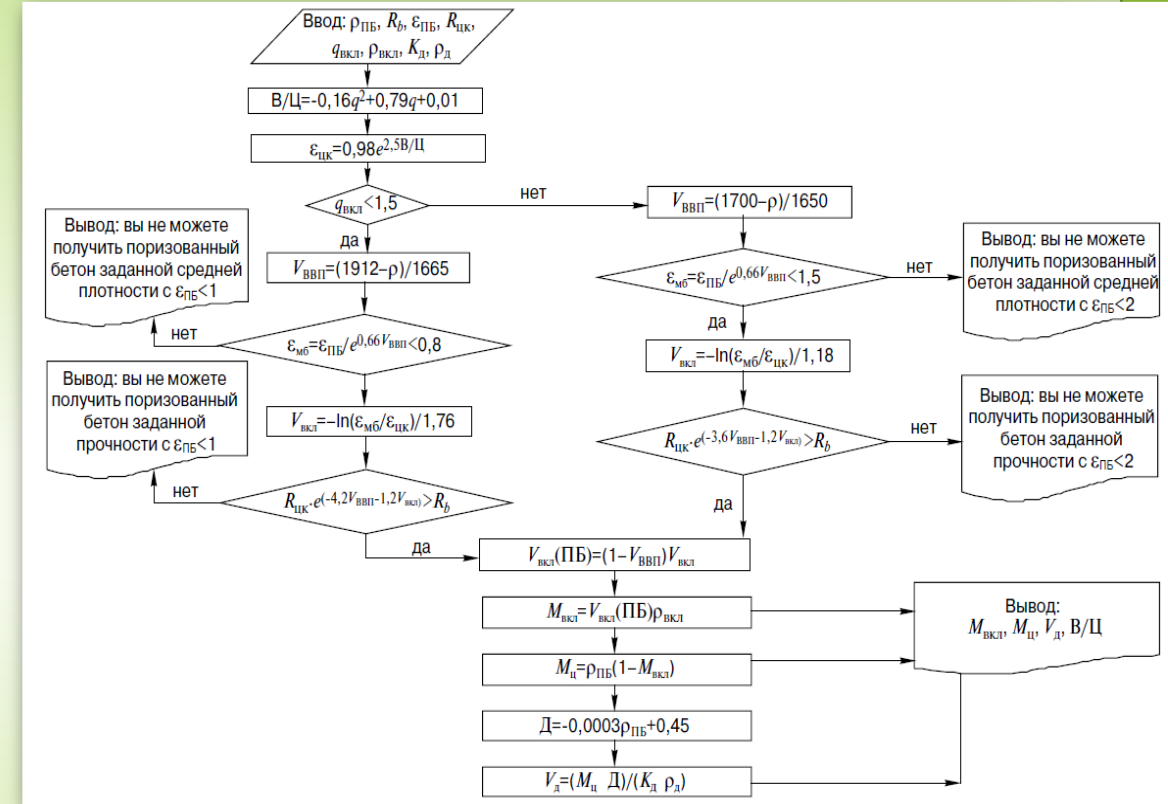 Ввод: ρПБ, Rb, εПБ, Rцк,
qвкл, ρвкл, Kд, ρд
В/Ц=-0,16q²+0,79q+0,01
εцк=0,98e^2,5В/Ц
qвкл<1,5
нет
да
Вывод: вы не можете
получить поризованный
бетон заданной средней
плотности с εПБ<1
VВВП=(1912–ρ)/1665
нет
εмб=εПБ/e^0,66VВВП<0,8
Вывод: вы не можете
получить поризованный
бетон заданной
прочности с εПБ<1
Vвкл=–ln(εмб/εцк)/1,76
нет
Rцк·e^(-4,2VВВП-1,2Vвкл)>Rb
да
VВВП=(1700–ρ)/1650
εмб=εПБ/e^0,66VВВП<1,5
нет
Вывод: вы не можете
получить поризованный
бетон заданной средней
плотности с εПБ<2
да
Vвкл=–ln(εмб/εцк)/1,18
Rцк·e^(-3,6VВВП-1,2Vвкл)>Rb
нет
Вывод: вы не можете
получить поризованный
бетон заданной
прочности с εПБ<2
да
Vвкл(ПБ)=(1–VВВП)Vвкл
Mвкл=Vвкл(ПБ)ρвкл
Mц=ρПБ(1–Mвкл)
Д=-0,0003ρПБ+0,45
Vд=(Mц Д)/(Kд ρд)
Вывод:
Mвкл, Mц, Vд, В/Ц